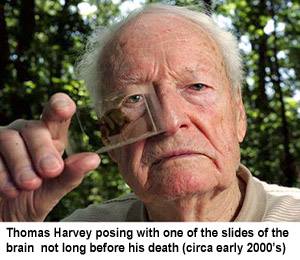 Thomas Harvey posing with one of the slides of the
brain  not long before his death (circa early 2000's)